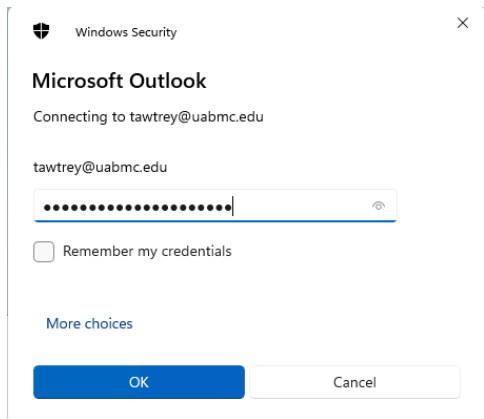 Windows Security
Microsoft Outlook
Connecting to tawtrey@uabmc.edu
tawtrey@uabmc.edu
•••••••••••••••••••••
Remember my credentials
More choices
OK
Cancel